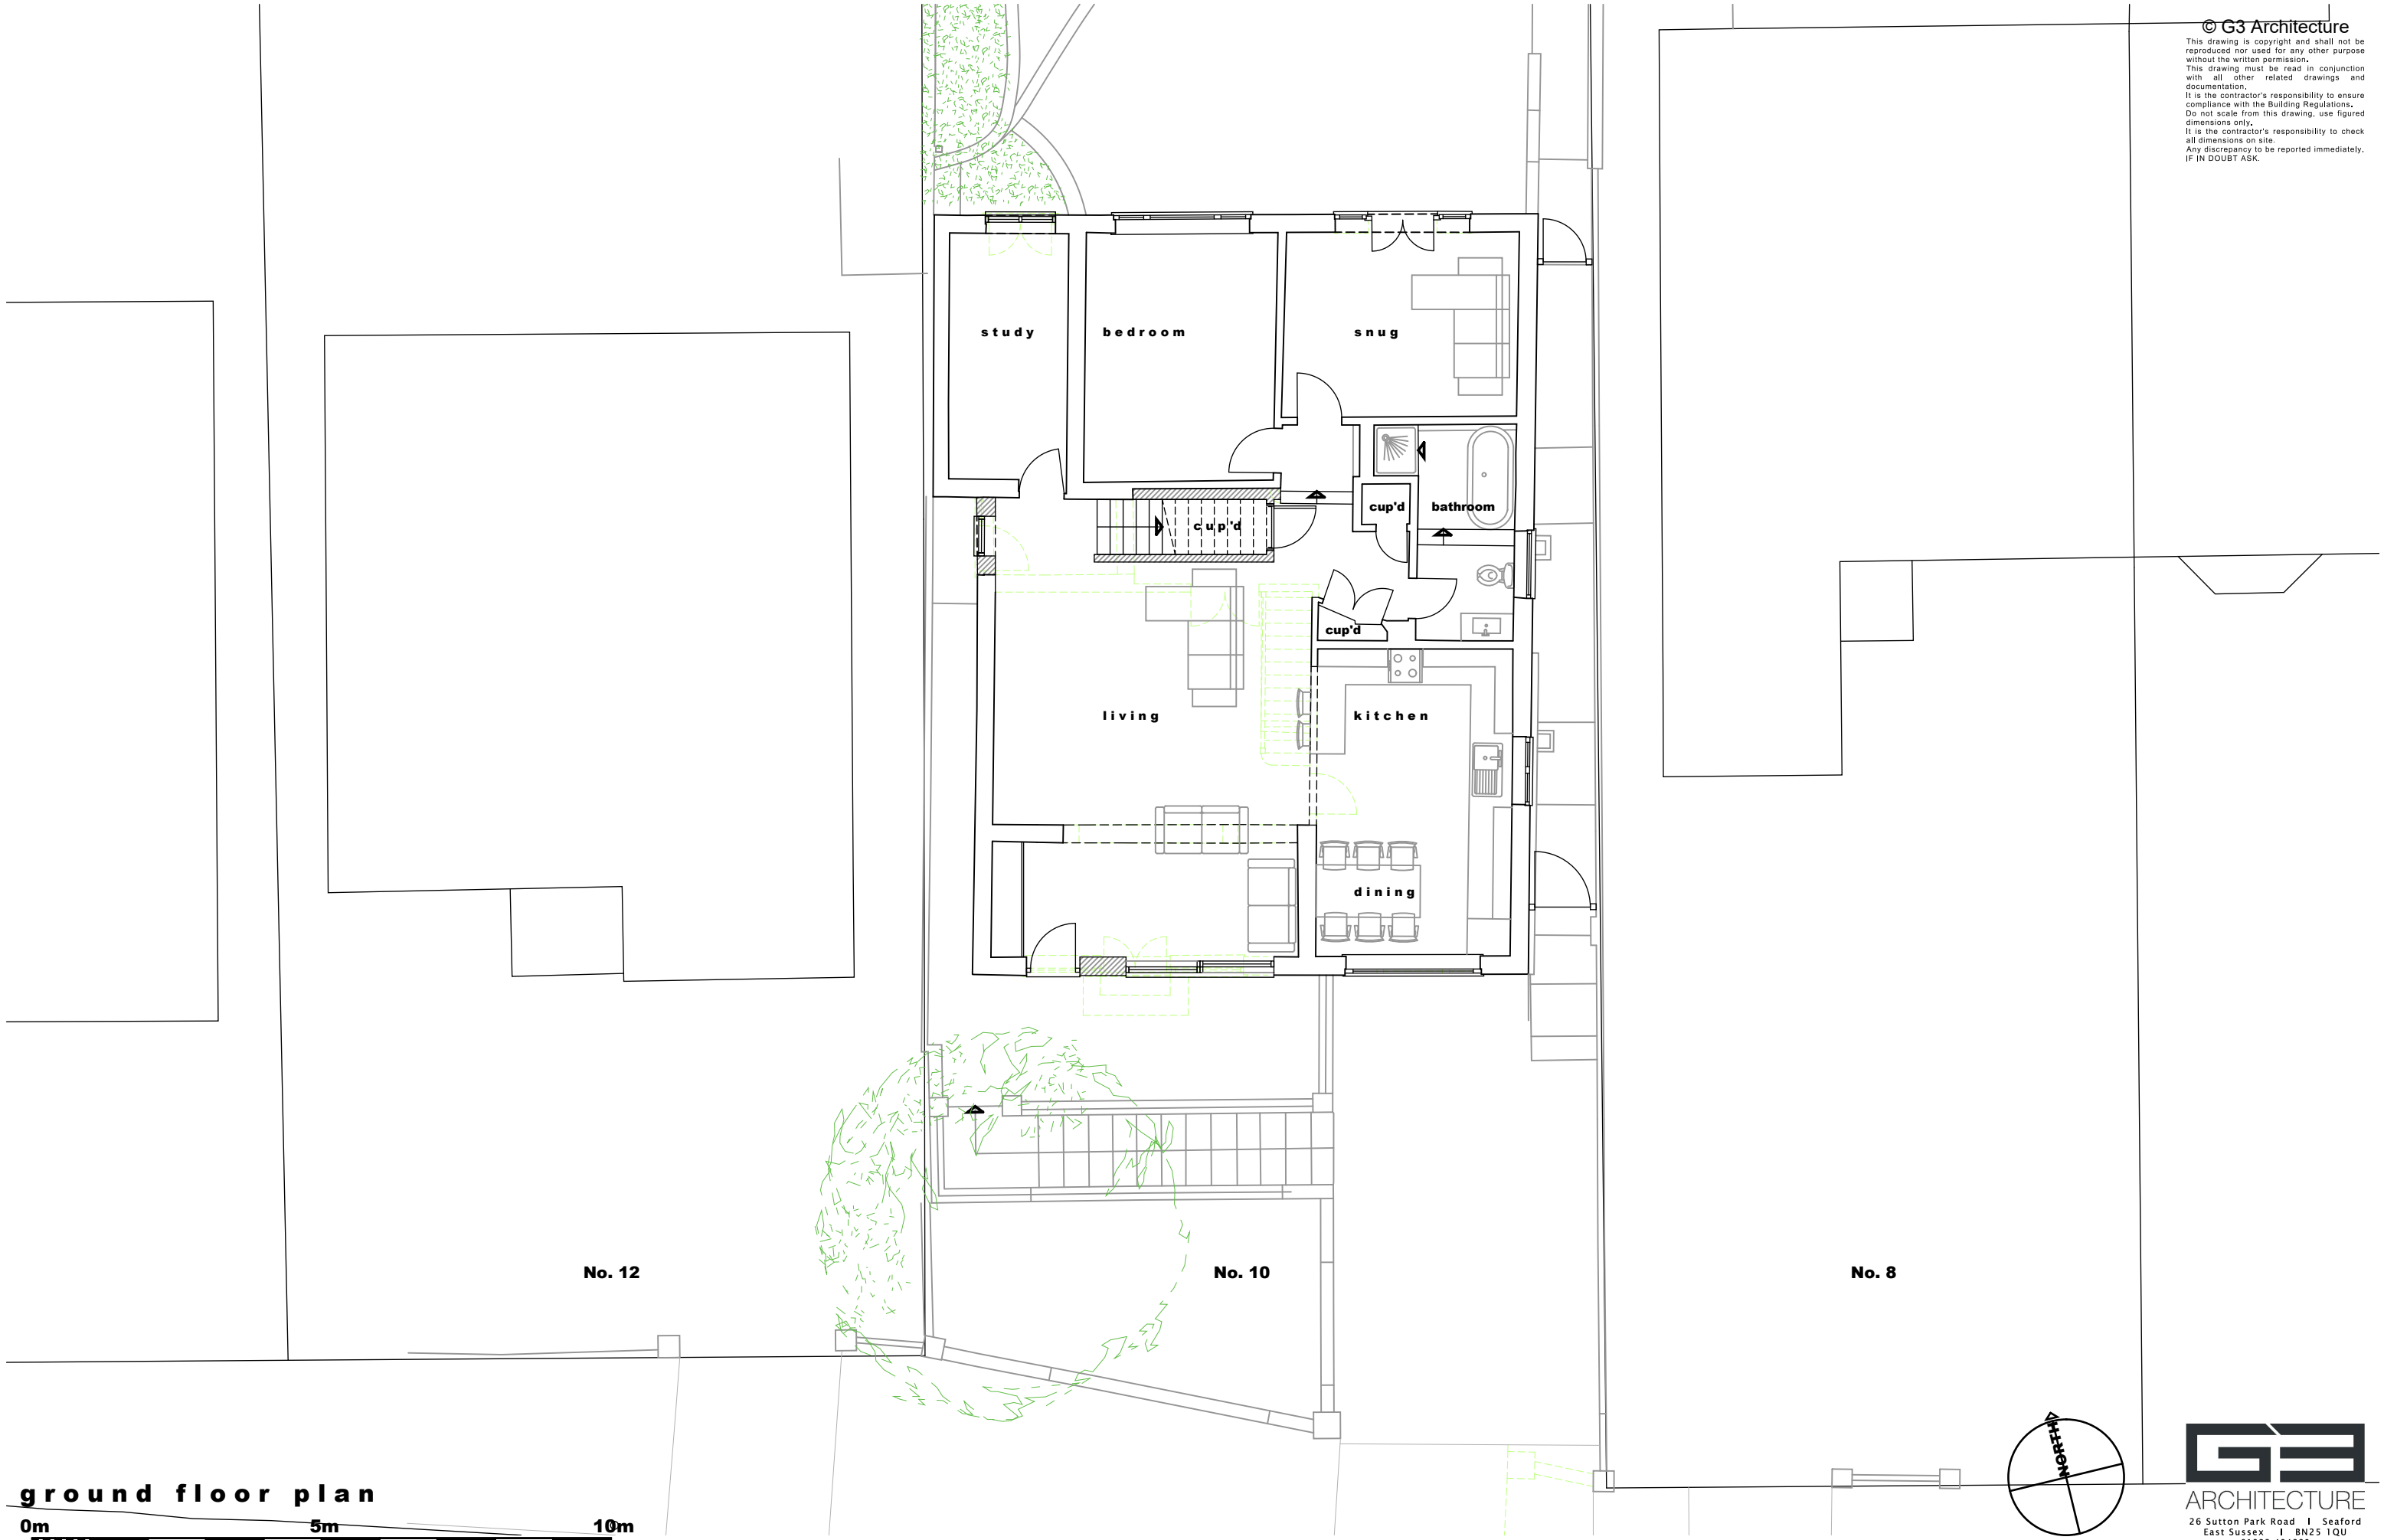 © G3 Architecture
This drawing is copyright and shall not be
reproduced nor used for any other purpose
without the written permission.
This drawing must be read in conjunction
with all other related drawings and
documentation.
It is the contractor's responsibility to ensure
compliance with the Building Regulations.
Do not scale from this drawing, use figured
dimensions only.
It is the contractor's responsibility to check
all dimensions on site.
Any discrepancy to be reported immediately.
IF IN DOUBT ASK.
study
bedroom
snug
cup'd
cup'd
bathroom
cup'd
living
kitchen
dining
No. 12
No. 10
No. 8
NORTH
ground floor plan
0m 5m 10m
G3
ARCHITECTURE
26 Sutton Park Road I Seaford
East Sussex I BN25 1QU